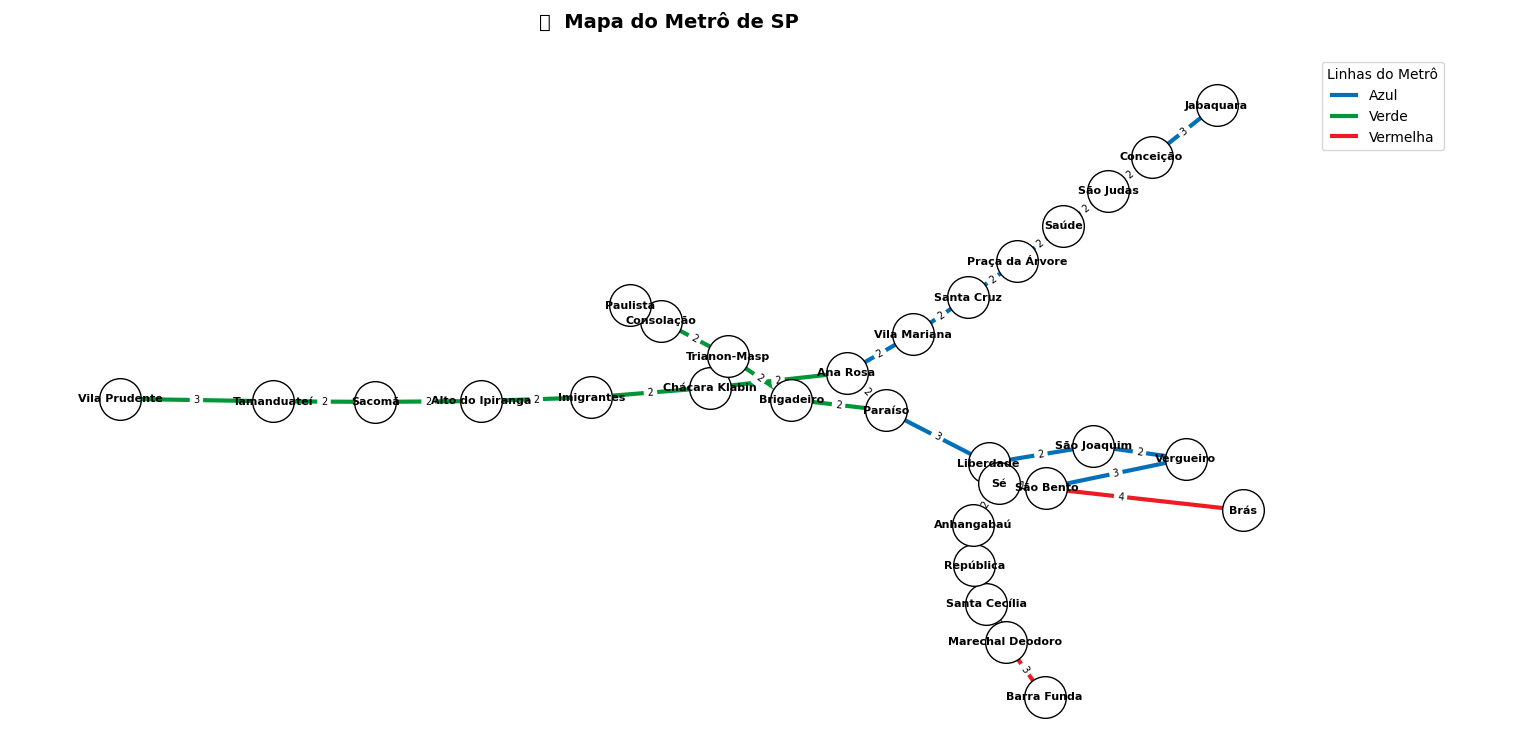 Mapa do Metrô de SP
Linhas do Metrô
Azul
Verde
Vermelha
Jabaquara
3
Conceição
2
São Judas
2
Saúde
2
Praça da Árvore
2
Santa Cruz
2
Vila Mariana
2
Ana Rosa
2
Paulista
Consolação
2
Trianon-Masp
2
2
Chácara Klabin
Brigadeiro
2
Paraíso
Vila Prudente
3
Tamanduateí
2
Sacomã
2
Alto do Ipiranga
2
Imigrantes
2
3
Liberdade
2
São Joaquim
2
Vergueiro
Sé
São Bento
3
4
Brás
2
Anhangabaú
República
Santa Cecília
Marechal Deodoro
3
Barra Funda